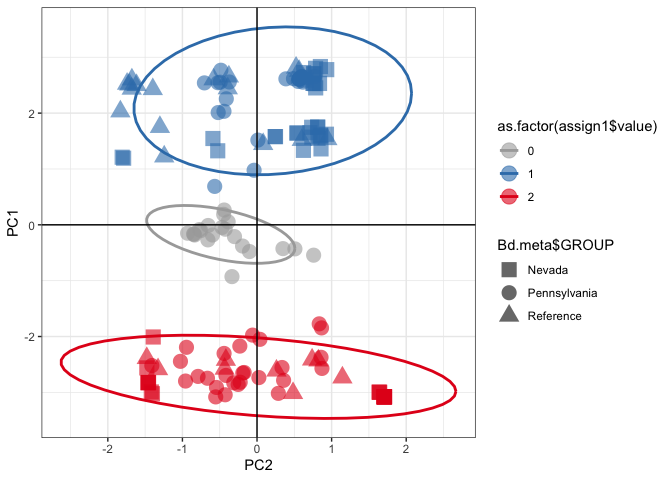 as.factor(assign1$value)
0
1
2
Bd.meta$GROUP
Nevada
Pennsylvania
Reference
PC1
2
0
-2
-2
-1
0
1
2
PC2